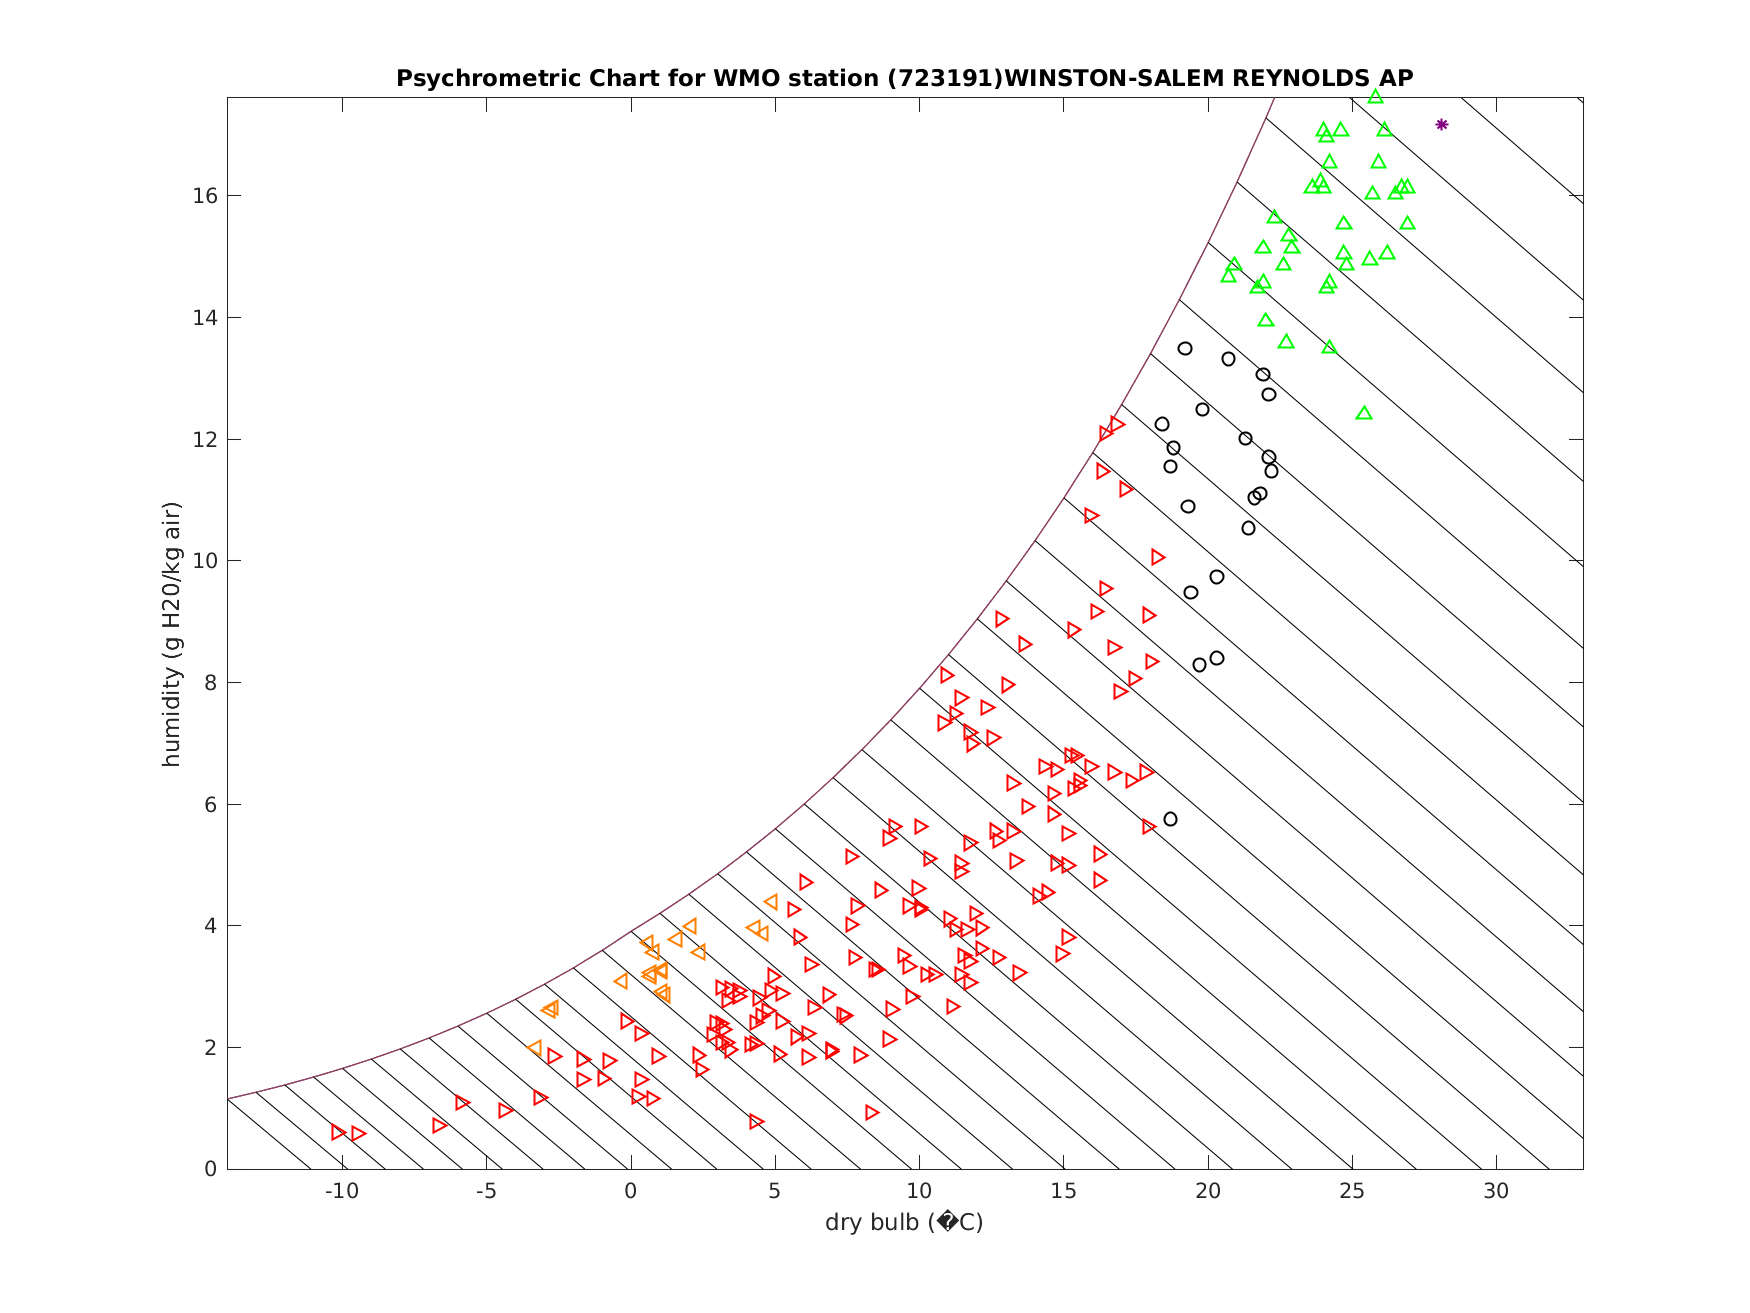 Psychrometric Chart for WMO station (723191)WINSTON-SALEM REYNOLDS AP
humidity (g H20/kg air)
16
14
12
10
8
6
4
2
0
-10 -5 0 5 10 15 20 25 30
dry bulb (�C)